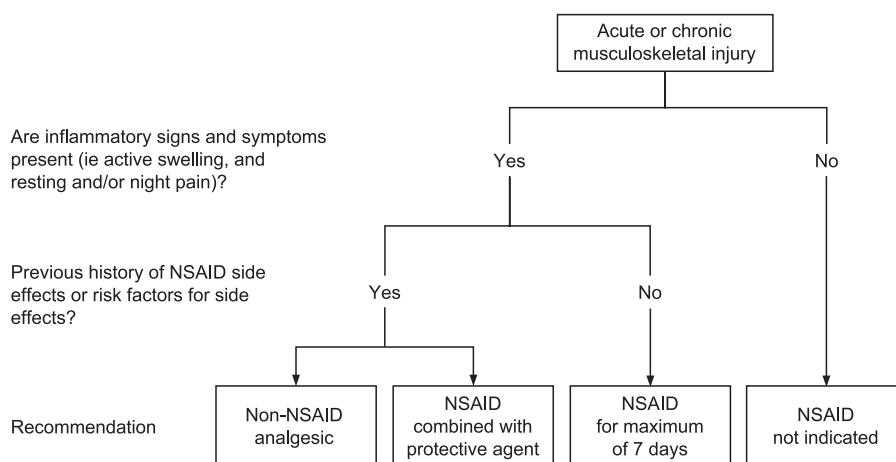 Acute or chronic
musculoskeletal injury
Are inflammatory signs and symptoms
present (ie active swelling, and
resting and/or night pain)?
Yes
No
Previous history of NSAID side
effects or risk factors for side
effects?
Yes
No
Recommendation
Non-NSAID
analgesic
NSAID
combined with
protective agent
NSAID
for maximum
of 7 days
NSAID
not indicated